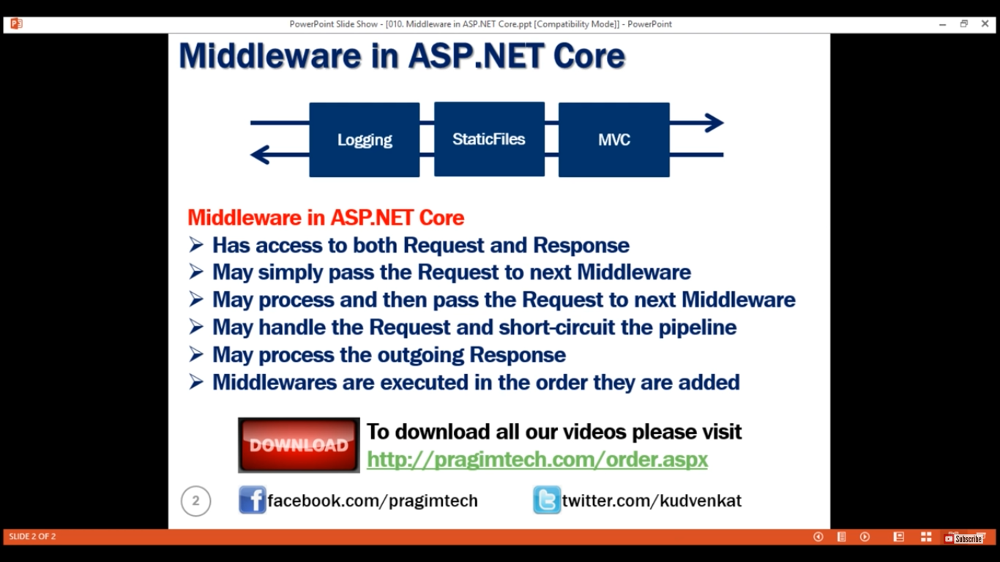 PowerPoint Slide Show - [010. Middleware in ASP.NET Core.ppt [Compatibility Mode]] - PowerPoint
Middleware in ASP.NET Core
Logging
StaticFiles
MVC
Middleware in ASP.NET Core
Has access to both Request and Response
May simply pass the Request to next Middleware
May process and then pass the Request to next Middleware
May handle the Request and short-circuit the pipeline
May process the outgoing Response
Middlewares are executed in the order they are added
DOWNLOAD
To download all our videos please visit
http://pragimtech.com/order.aspx
2
facebook.com/pragimtech
twitter.com/kudvenkat
SLIDE 2 OF 2
Subscribe